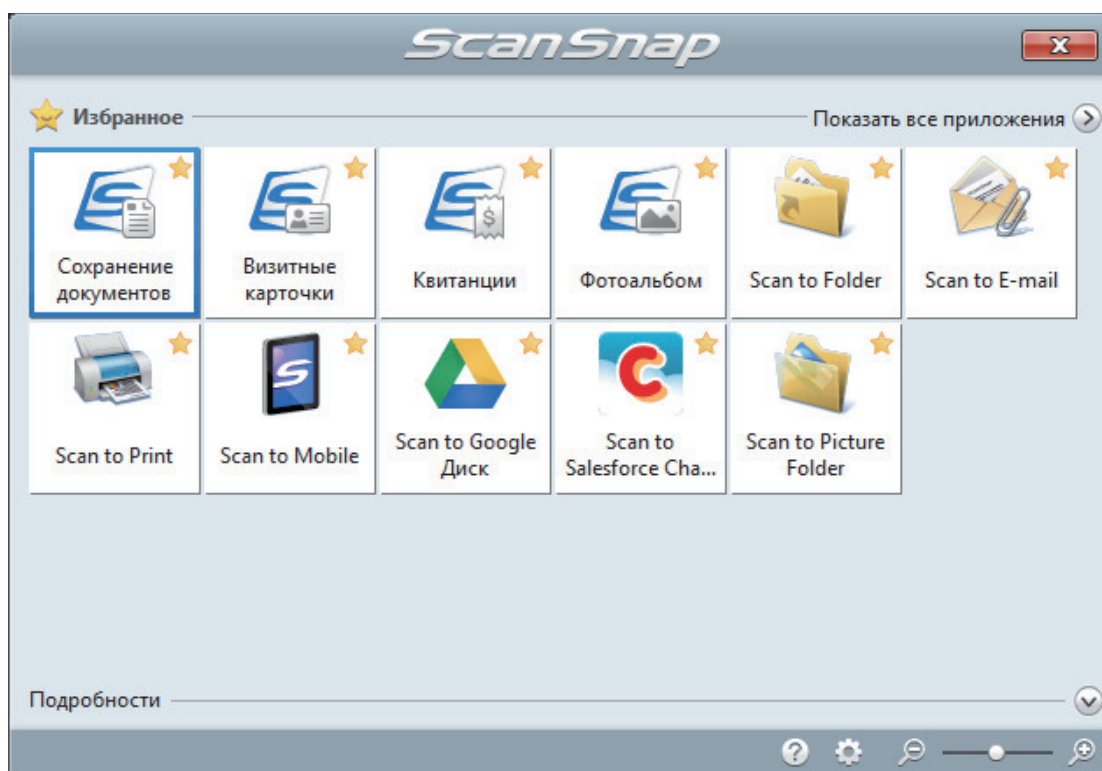 ScanSnap
Избранное
Показать все приложения
Сохранение
документов
Визитные
карточки
Квитанции
Фотоальбом
Scan to Folder
Scan to E-mail
Scan to Print
Scan to Mobile
Scan to Google
Диск
Scan to
Salesforce Cha...
Scan to Picture
Folder
Подробности